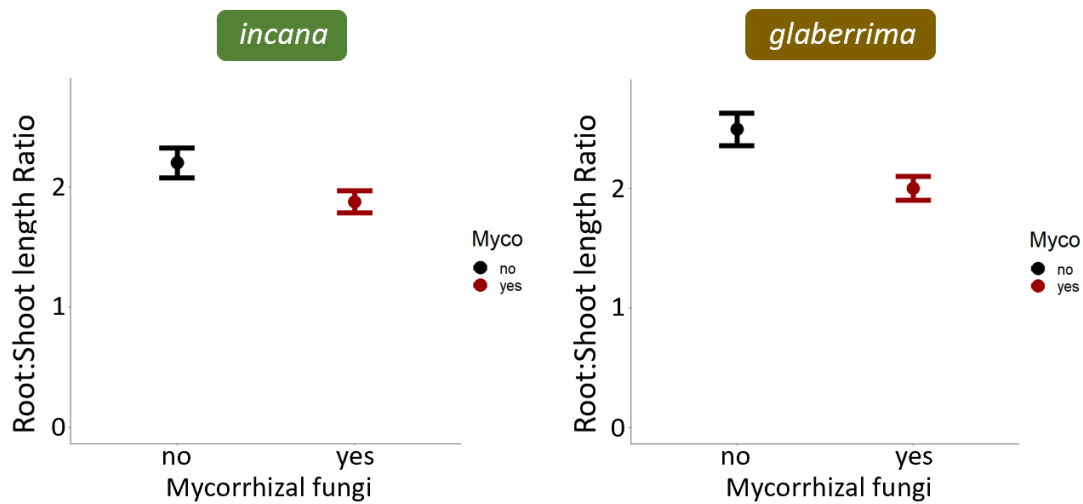 incana
Root:Shoot length Ratio
2
1
0
no
yes
Mycorrhizal fungi
Myco
no
yes
glaberrima
Root:Shoot length Ratio
2
1
0
no
yes
Mycorrhizal fungi
Myco
no
yes